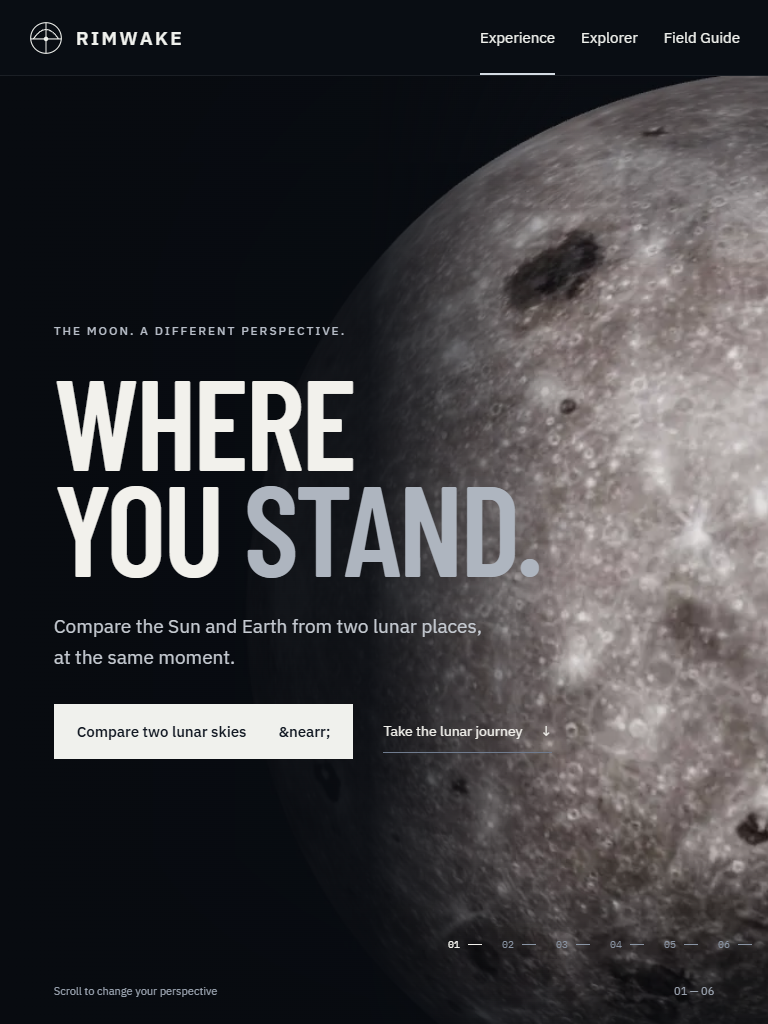 RIMWAKE
Experience Explorer Field Guide
THE MOON. A DIFFERENT PERSPECTIVE.
WHERE
YOU STAND.
Compare the Sun and Earth from two lunar places,
at the same moment.
Compare two lunar skies &nearr; Take the lunar journey ↓
01 02 03 04 05 06
Scroll to change your perspective 01—06